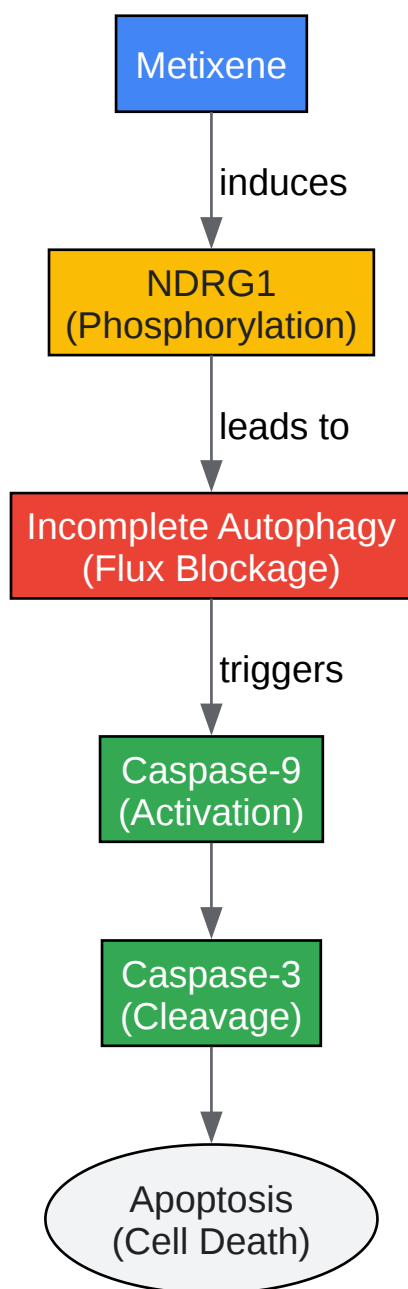 Metixene
induces
NDRG1
(Phosphorylation)
leads to
Incomplete Autophagy
(Flux Blockage)
triggers
Caspase-9
(Activation)
Caspase-3
(Cleavage)
Apoptosis
(Cell Death)